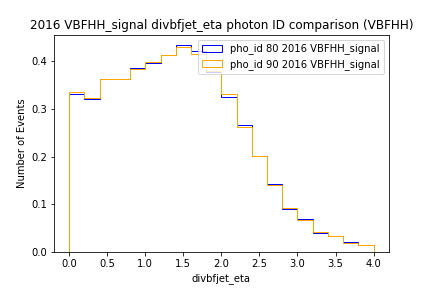 2016 VBFHH_signal divbfjet_eta photon ID comparison (VBFHH)
pho_id 80 2016 VBFHH_signal
pho_id 90 2016 VBFHH_signal
Number of Events
0.4
0.3
0.2
0.1
0.0
0.0 0.5 1.0 1.5 2.0 2.5 3.0 3.5 4.0
divbfjet_eta